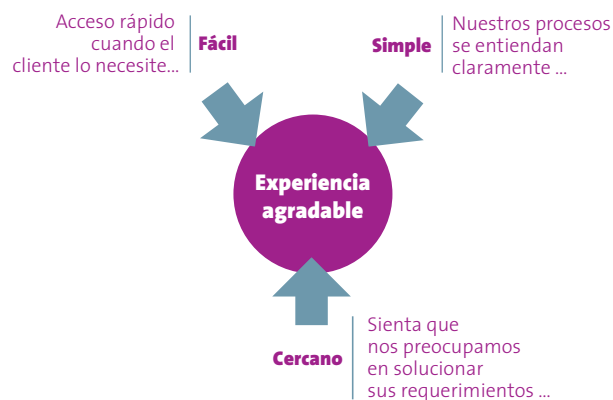 Acceso rápido
cuando el
cliente lo necesite...
Fácil
Simple
Nuestros procesos
se entiendan
claramente ...
Experiencia
agradable
Cercano
Sienta que
nos preocupamos
en solucionar
sus requerimientos ...